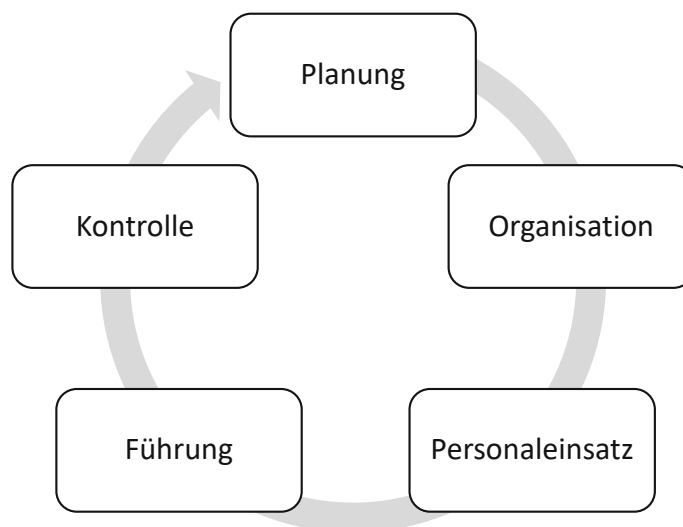 Planung
Organisation
Personaleinsatz
Führung
Kontrolle